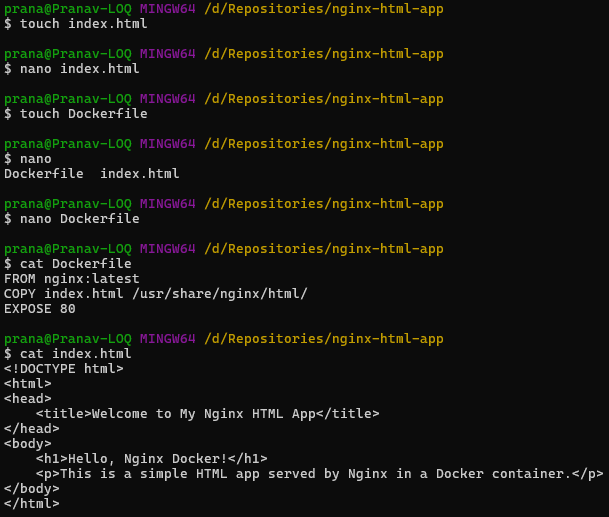 prana@Pranav-LOQ MINGW64 /d/Repositories/nginx-html-app
$ touch index.html
prana@Pranav-LOQ MINGW64 /d/Repositories/nginx-html-app
$ nano index.html
prana@Pranav-LOQ MINGW64 /d/Repositories/nginx-html-app
$ touch Dockerfile
prana@Pranav-LOQ MINGW64 /d/Repositories/nginx-html-app
$ nano
Dockerfile  index.html
prana@Pranav-LOQ MINGW64 /d/Repositories/nginx-html-app
$ nano Dockerfile
prana@Pranav-LOQ MINGW64 /d/Repositories/nginx-html-app
$ cat Dockerfile
FROM nginx:latest
COPY index.html /usr/share/nginx/html/
EXPOSE 80
prana@Pranav-LOQ MINGW64 /d/Repositories/nginx-html-app
$ cat index.html
<!DOCTYPE html>
<html>
<head>
    <title>Welcome to My Nginx HTML App</title>
</head>
<body>
    <h1>Hello, Nginx Docker!</h1>
    <p>This is a simple HTML app served by Nginx in a Docker container.</p>
</body>
</html>